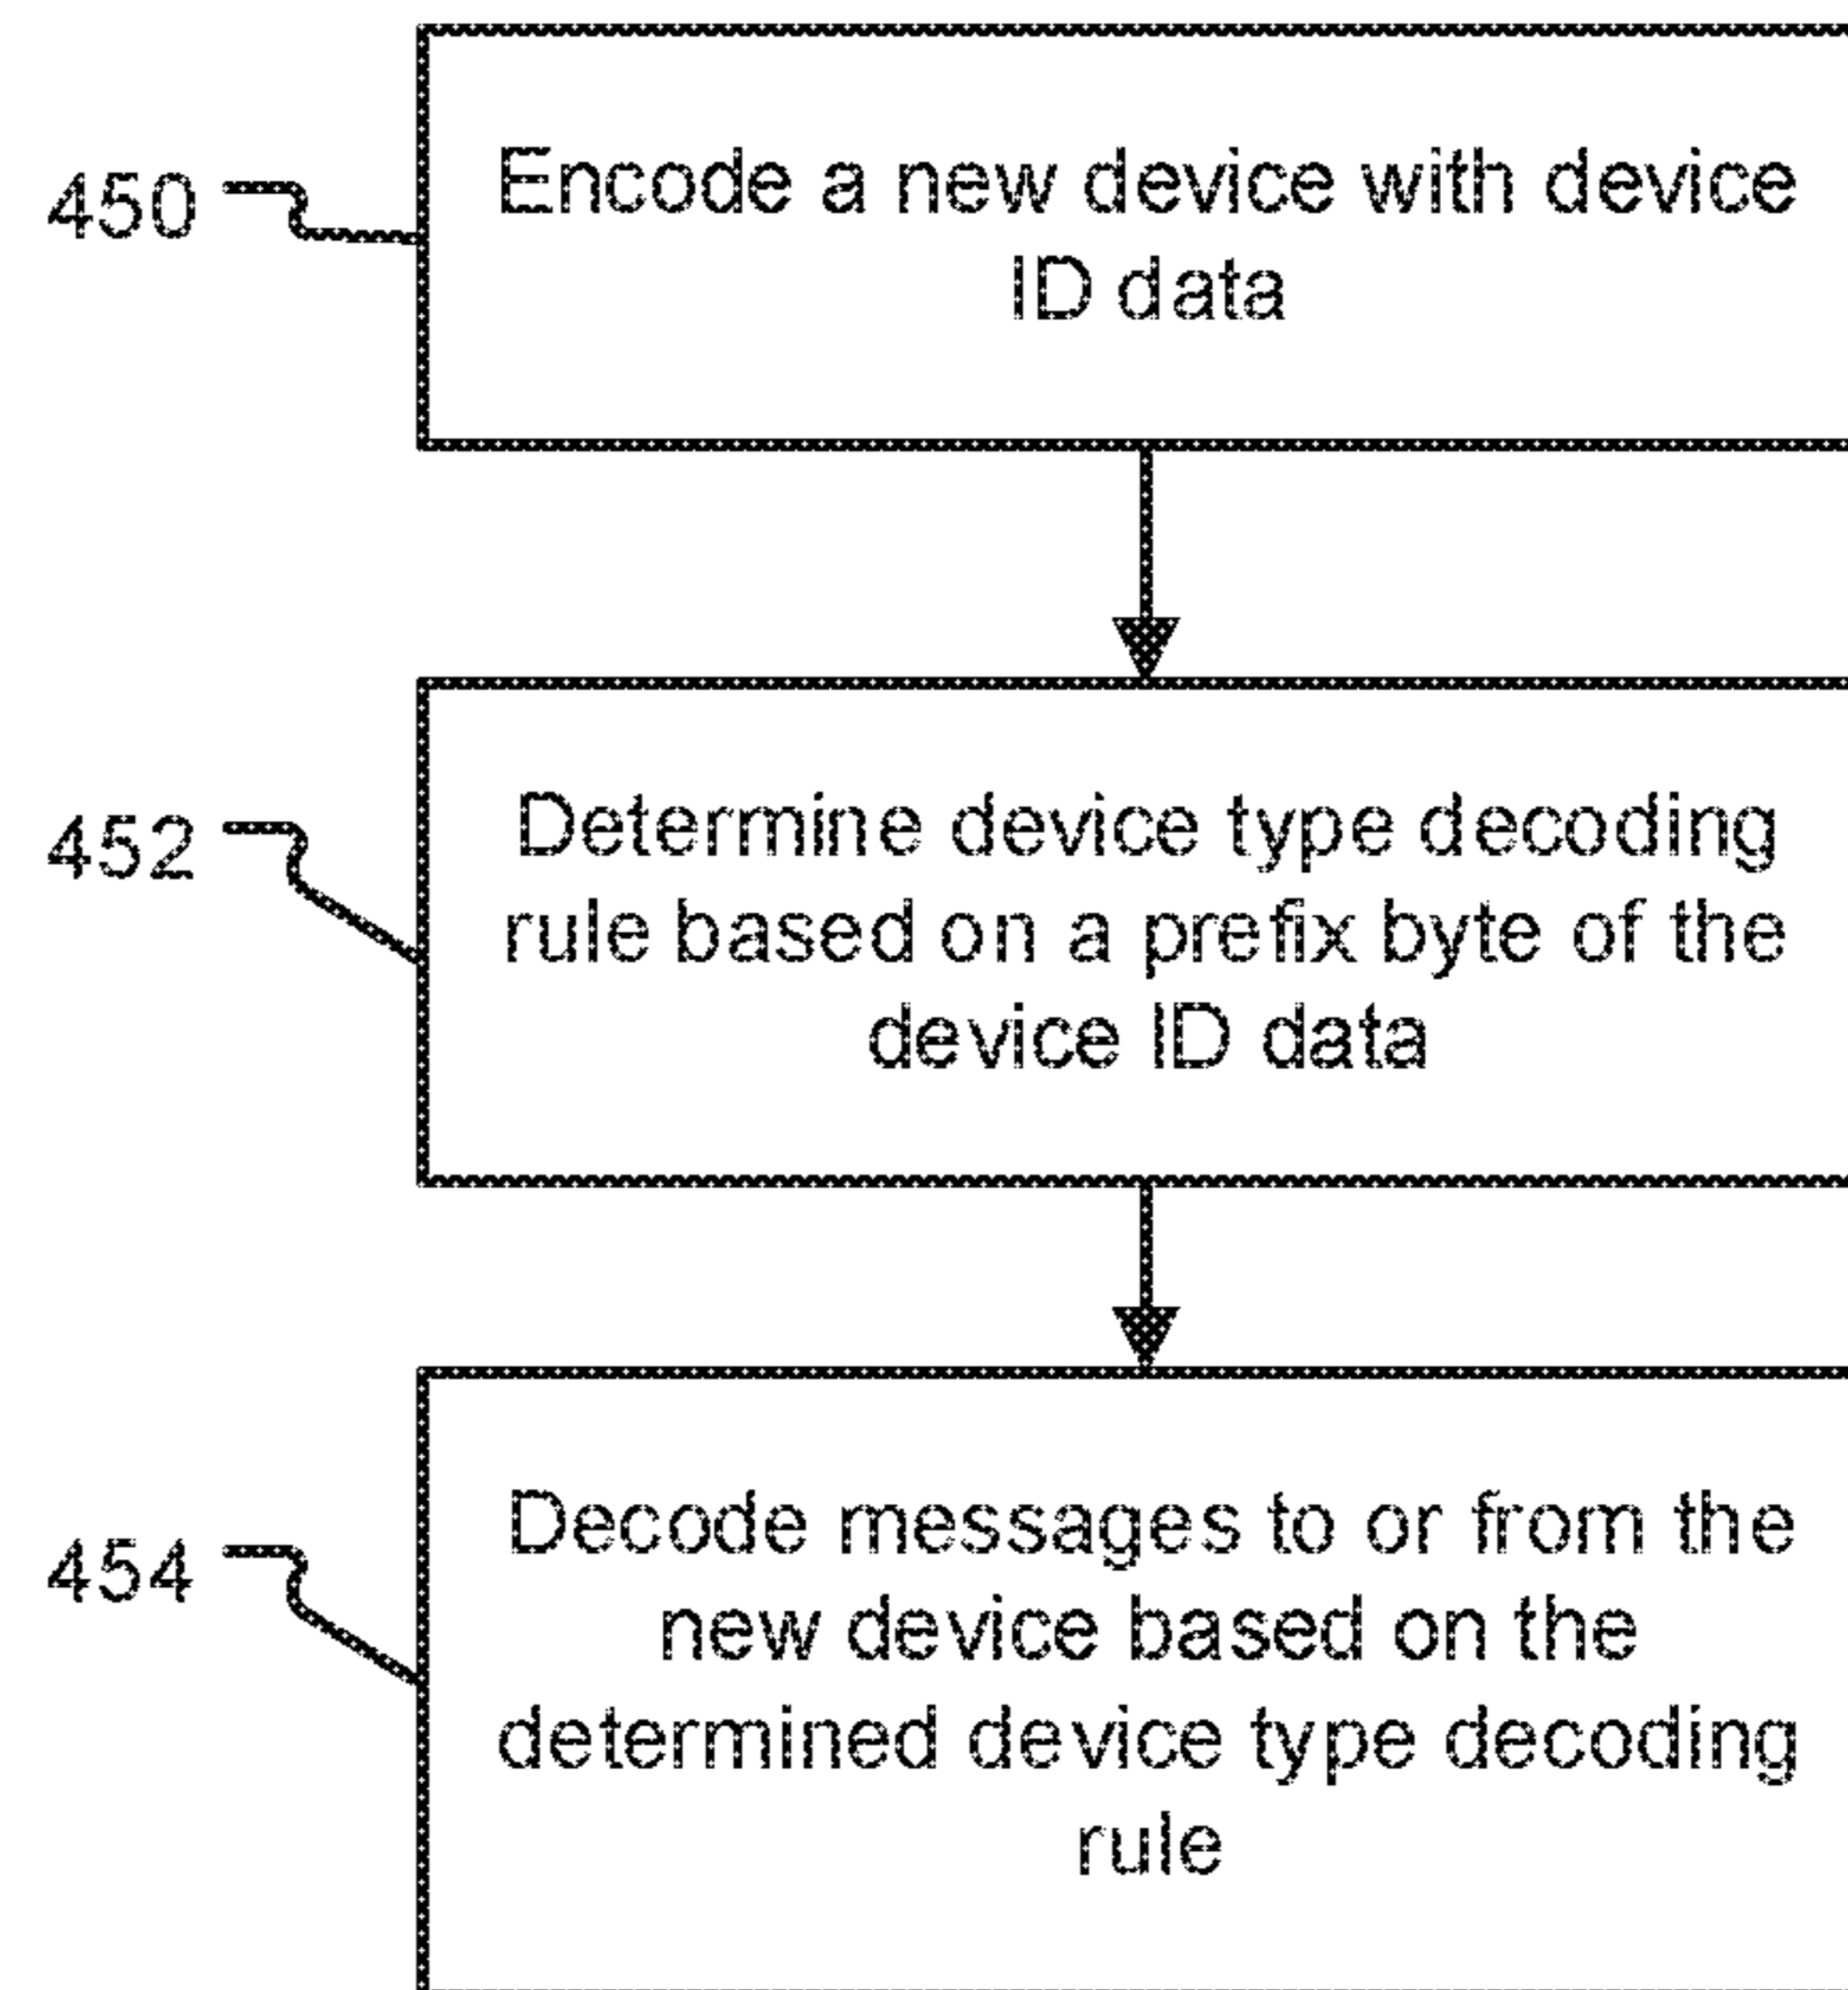 450
Encode a new device with device
ID data
452
Determine device type decoding
rule based on a prefix byte of the
device ID data
454
Decode messages to or from the
new device based on the
determined device type decoding
rule